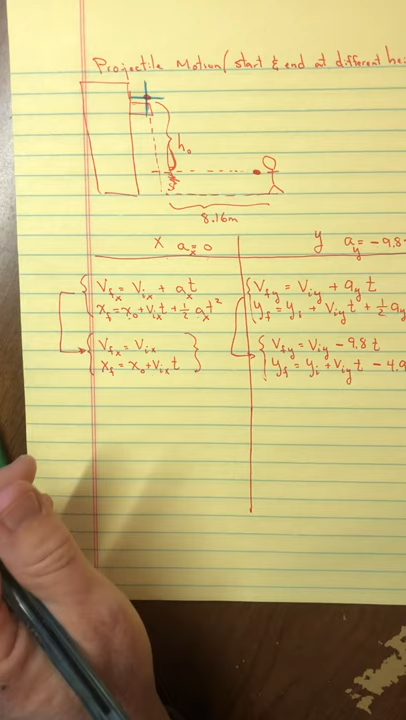 Projectile Motion (start & end at different
h₀
8.16m
x aₓ = 0
y a_y = -9.8
V_fₓ = V_iₓ + aₓt
x_f = x₀ + V_iₓt + ½ aₓt²
V_fₓ = V_iₓ
x_f = x₀ + V_iₓ t
V_fy = V_iy + a_y t
y_f = y_i + V_iy t + ½ a_y
V_fy = V_iy - 9.8 t
y_f = y_i + V_iy t - 4.9